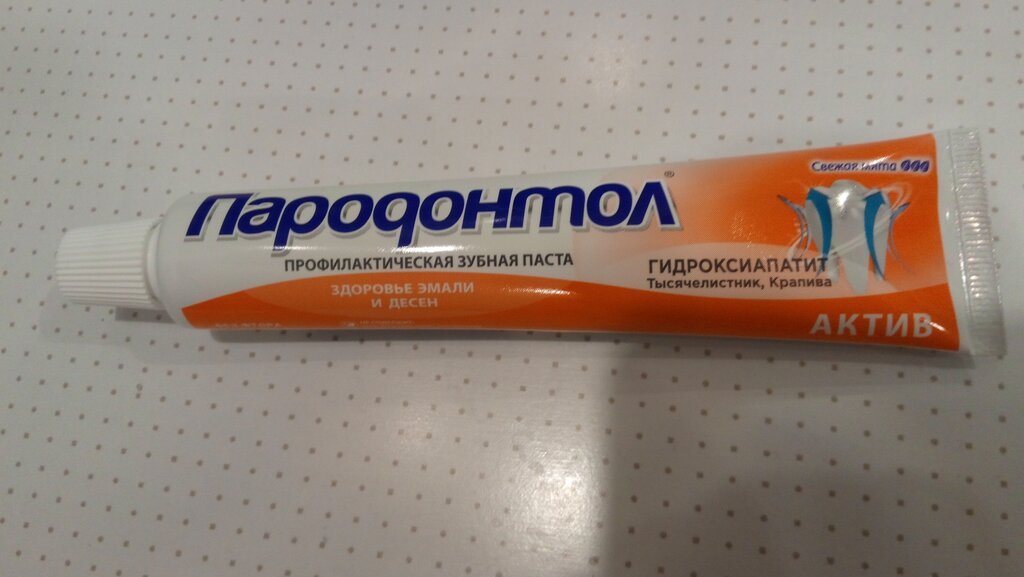 Свежая мята
Пародонтол®
ПРОФИЛАКТИЧЕСКАЯ ЗУБНАЯ ПАСТА
ЗДОРОВЬЕ ЭМАЛИ
И ДЕСЕН
ГИДРОКСИАПАТИТ
Тысячелистник, Крапива
АКТИВ